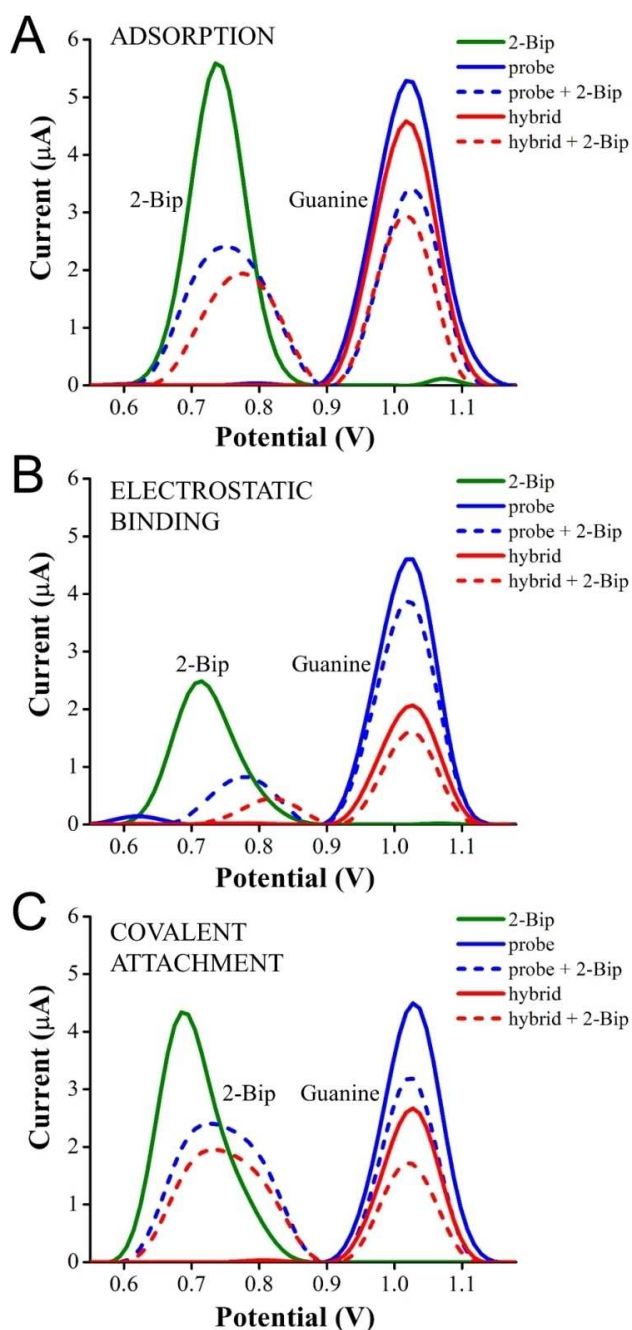 A
ADSORPTION
2-Bip
probe
probe + 2-Bip
hybrid
hybrid + 2-Bip
2-Bip
Guanine
Current (μA)
6
5
4
3
2
1
0
0.6 0.7 0.8 0.9 1.0 1.1
Potential (V)
B
ELECTROSTATIC
BINDING
2-Bip
probe
probe + 2-Bip
hybrid
hybrid + 2-Bip
2-Bip
Guanine
Current (μA)
6
5
4
3
2
1
0
0.6 0.7 0.8 0.9 1.0 1.1
Potential (V)
C
COVALENT
ATTACHMENT
2-Bip
probe
probe + 2-Bip
hybrid
hybrid + 2-Bip
2-Bip
Guanine
Current (μA)
6
5
4
3
2
1
0
0.6 0.7 0.8 0.9 1.0 1.1
Potential (V)